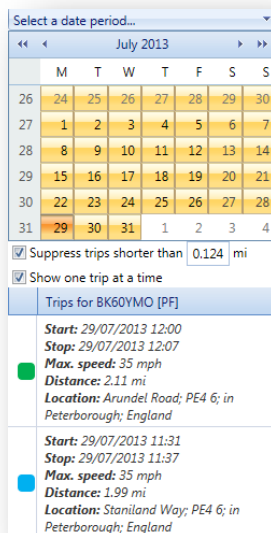 Select a date period...
July 2013
M T W T F S S
26 24 25 26 27 28 29 30
27 1 2 3 4 5 6 7
28 8 9 10 11 12 13 14
29 15 16 17 18 19 20 21
30 22 23 24 25 26 27 28
31 29 30 31 1 2 3 4
Suppress trips shorter than 0.124 mi
Show one trip at a time
Trips for BK60YMO [PF]
Start: 29/07/2013 12:00
Stop: 29/07/2013 12:07
Max. speed: 35 mph
Distance: 2.11 mi
Location: Arundel Road; PE4 6; in
Peterborough; England
Start: 29/07/2013 11:31
Stop: 29/07/2013 11:37
Max. speed: 35 mph
Distance: 1.99 mi
Location: Staniland Way; PE4 6; in
Peterborough; England